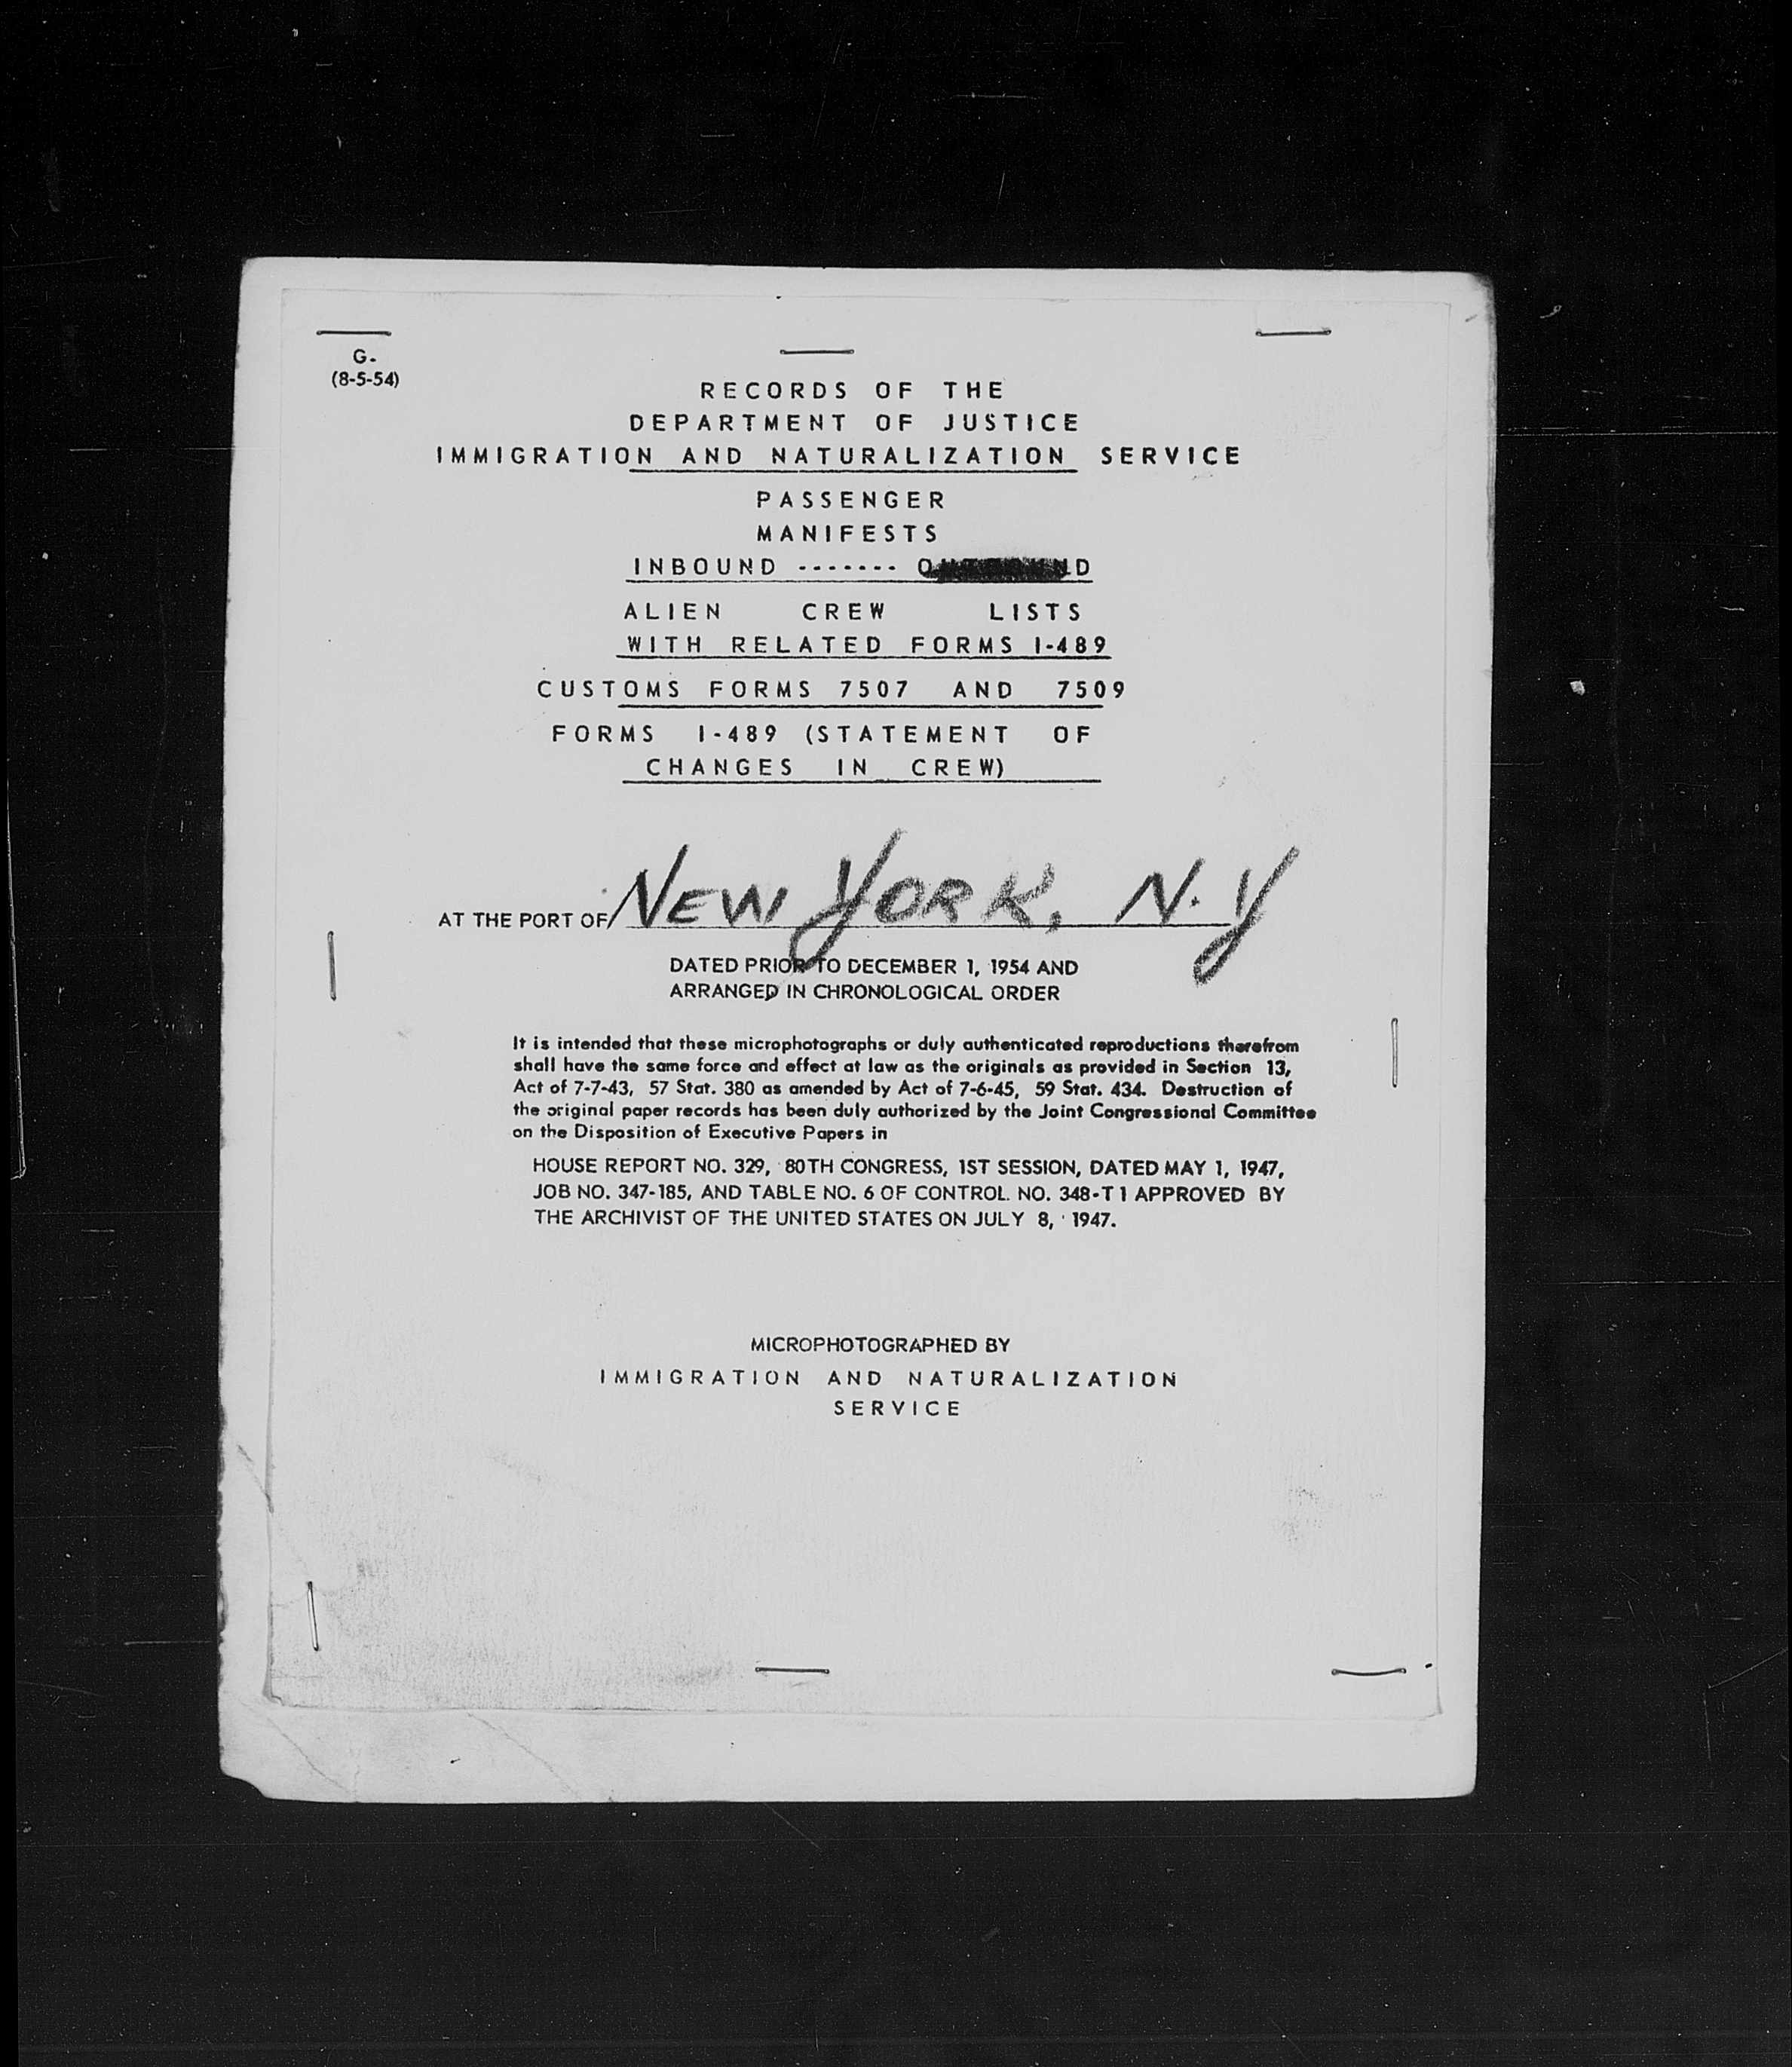 G-
(8-5-54)
RECORDS OF THE
DEPARTMENT OF JUSTICE
IMMIGRATION AND NATURALIZATION SERVICE
PASSENGER
MANIFESTS
INBOUND -------
ALIEN CREW LISTS
WITH RELATED FORMS I-489
CUSTOMS FORMS 7507 AND 7509
FORMS I-489 (STATEMENT OF
CHANGES IN CREW)
AT THE PORT OF NEW YORK, N.Y
DATED PRIOR TO DECEMBER 1, 1954 AND
ARRANGED IN CHRONOLOGICAL ORDER
It is intended that these microphotographs or duly authenticated reproductions therefrom
shall have the same force and effect at law as the originals as provided in Section 13,
Act of 7-7-43, 57 Stat. 380 as amended by Act of 7-6-45, 59 Stat. 434. Destruction of
the original paper records has been duly authorized by the Joint Congressional Committee
on the Disposition of Executive Papers in
HOUSE REPORT NO. 329, 80TH CONGRESS, 1ST SESSION, DATED MAY 1, 1947,
JOB NO. 347-185, AND TABLE NO. 6 OF CONTROL NO. 348-T1 APPROVED BY
THE ARCHIVIST OF THE UNITED STATES ON JULY 8, 1947.
MICROPHOTOGRAPHED BY
IMMIGRATION AND NATURALIZATION
SERVICE